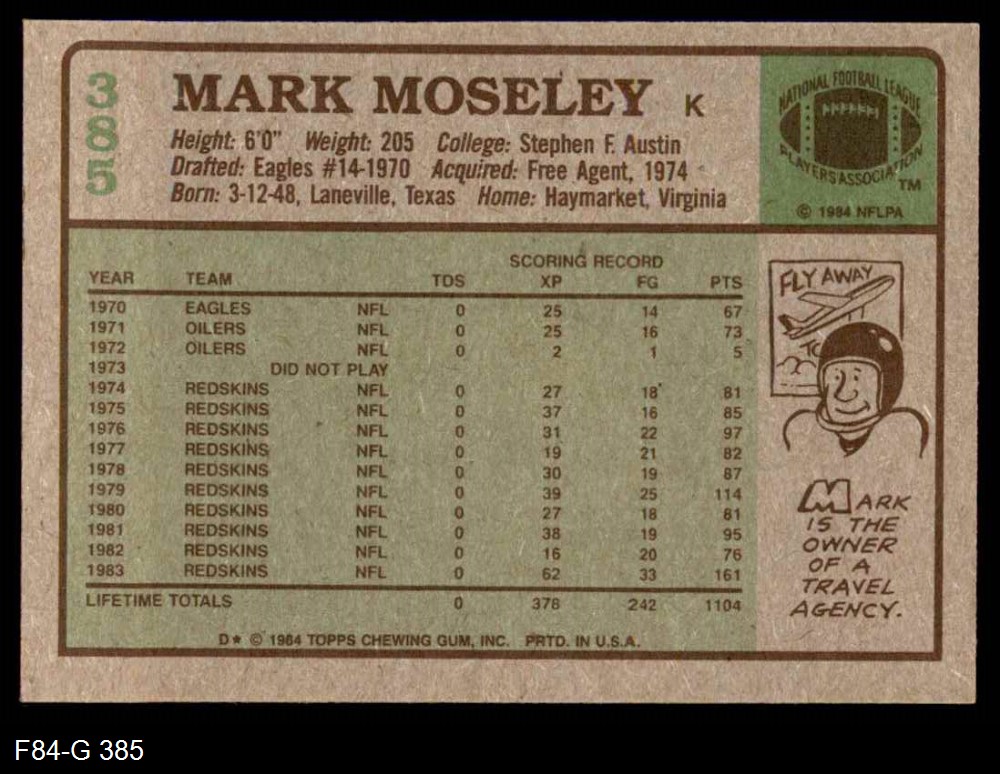 385
MARK MOSELEY K
Height: 6'0" Weight: 205 College: Stephen F. Austin
Drafted: Eagles #14-1970 Acquired: Free Agent, 1974
Born: 3-12-48, Laneville, Texas Home: Haymarket, Virginia
NATIONAL FOOTBALL LEAGUE
PLAYERS ASSOCIATION
TM
© 1984 NFLPA
SCORING RECORD
YEAR TEAM TDS XP FG PTS
1970 EAGLES NFL 0 25 14 67
1971 OILERS NFL 0 25 16 73
1972 OILERS NFL 0 2 1 5
1973 DID NOT PLAY
1974 REDSKINS NFL 0 27 18 81
1975 REDSKINS NFL 0 37 16 85
1976 REDSKINS NFL 0 31 22 97
1977 REDSKINS NFL 0 19 21 82
1978 REDSKINS NFL 0 30 19 87
1979 REDSKINS NFL 0 39 25 114
1980 REDSKINS NFL 0 27 18 81
1981 REDSKINS NFL 0 38 19 95
1982 REDSKINS NFL 0 16 20 76
1983 REDSKINS NFL 0 62 33 161
LIFETIME TOTALS 0 378 242 1104
D* © 1984 TOPPS CHEWING GUM, INC. PRTD. IN U.S.A.
FLY AWAY
TO
MARK
IS THE
OWNER
OF A
TRAVEL
AGENCY.
F84-G 385